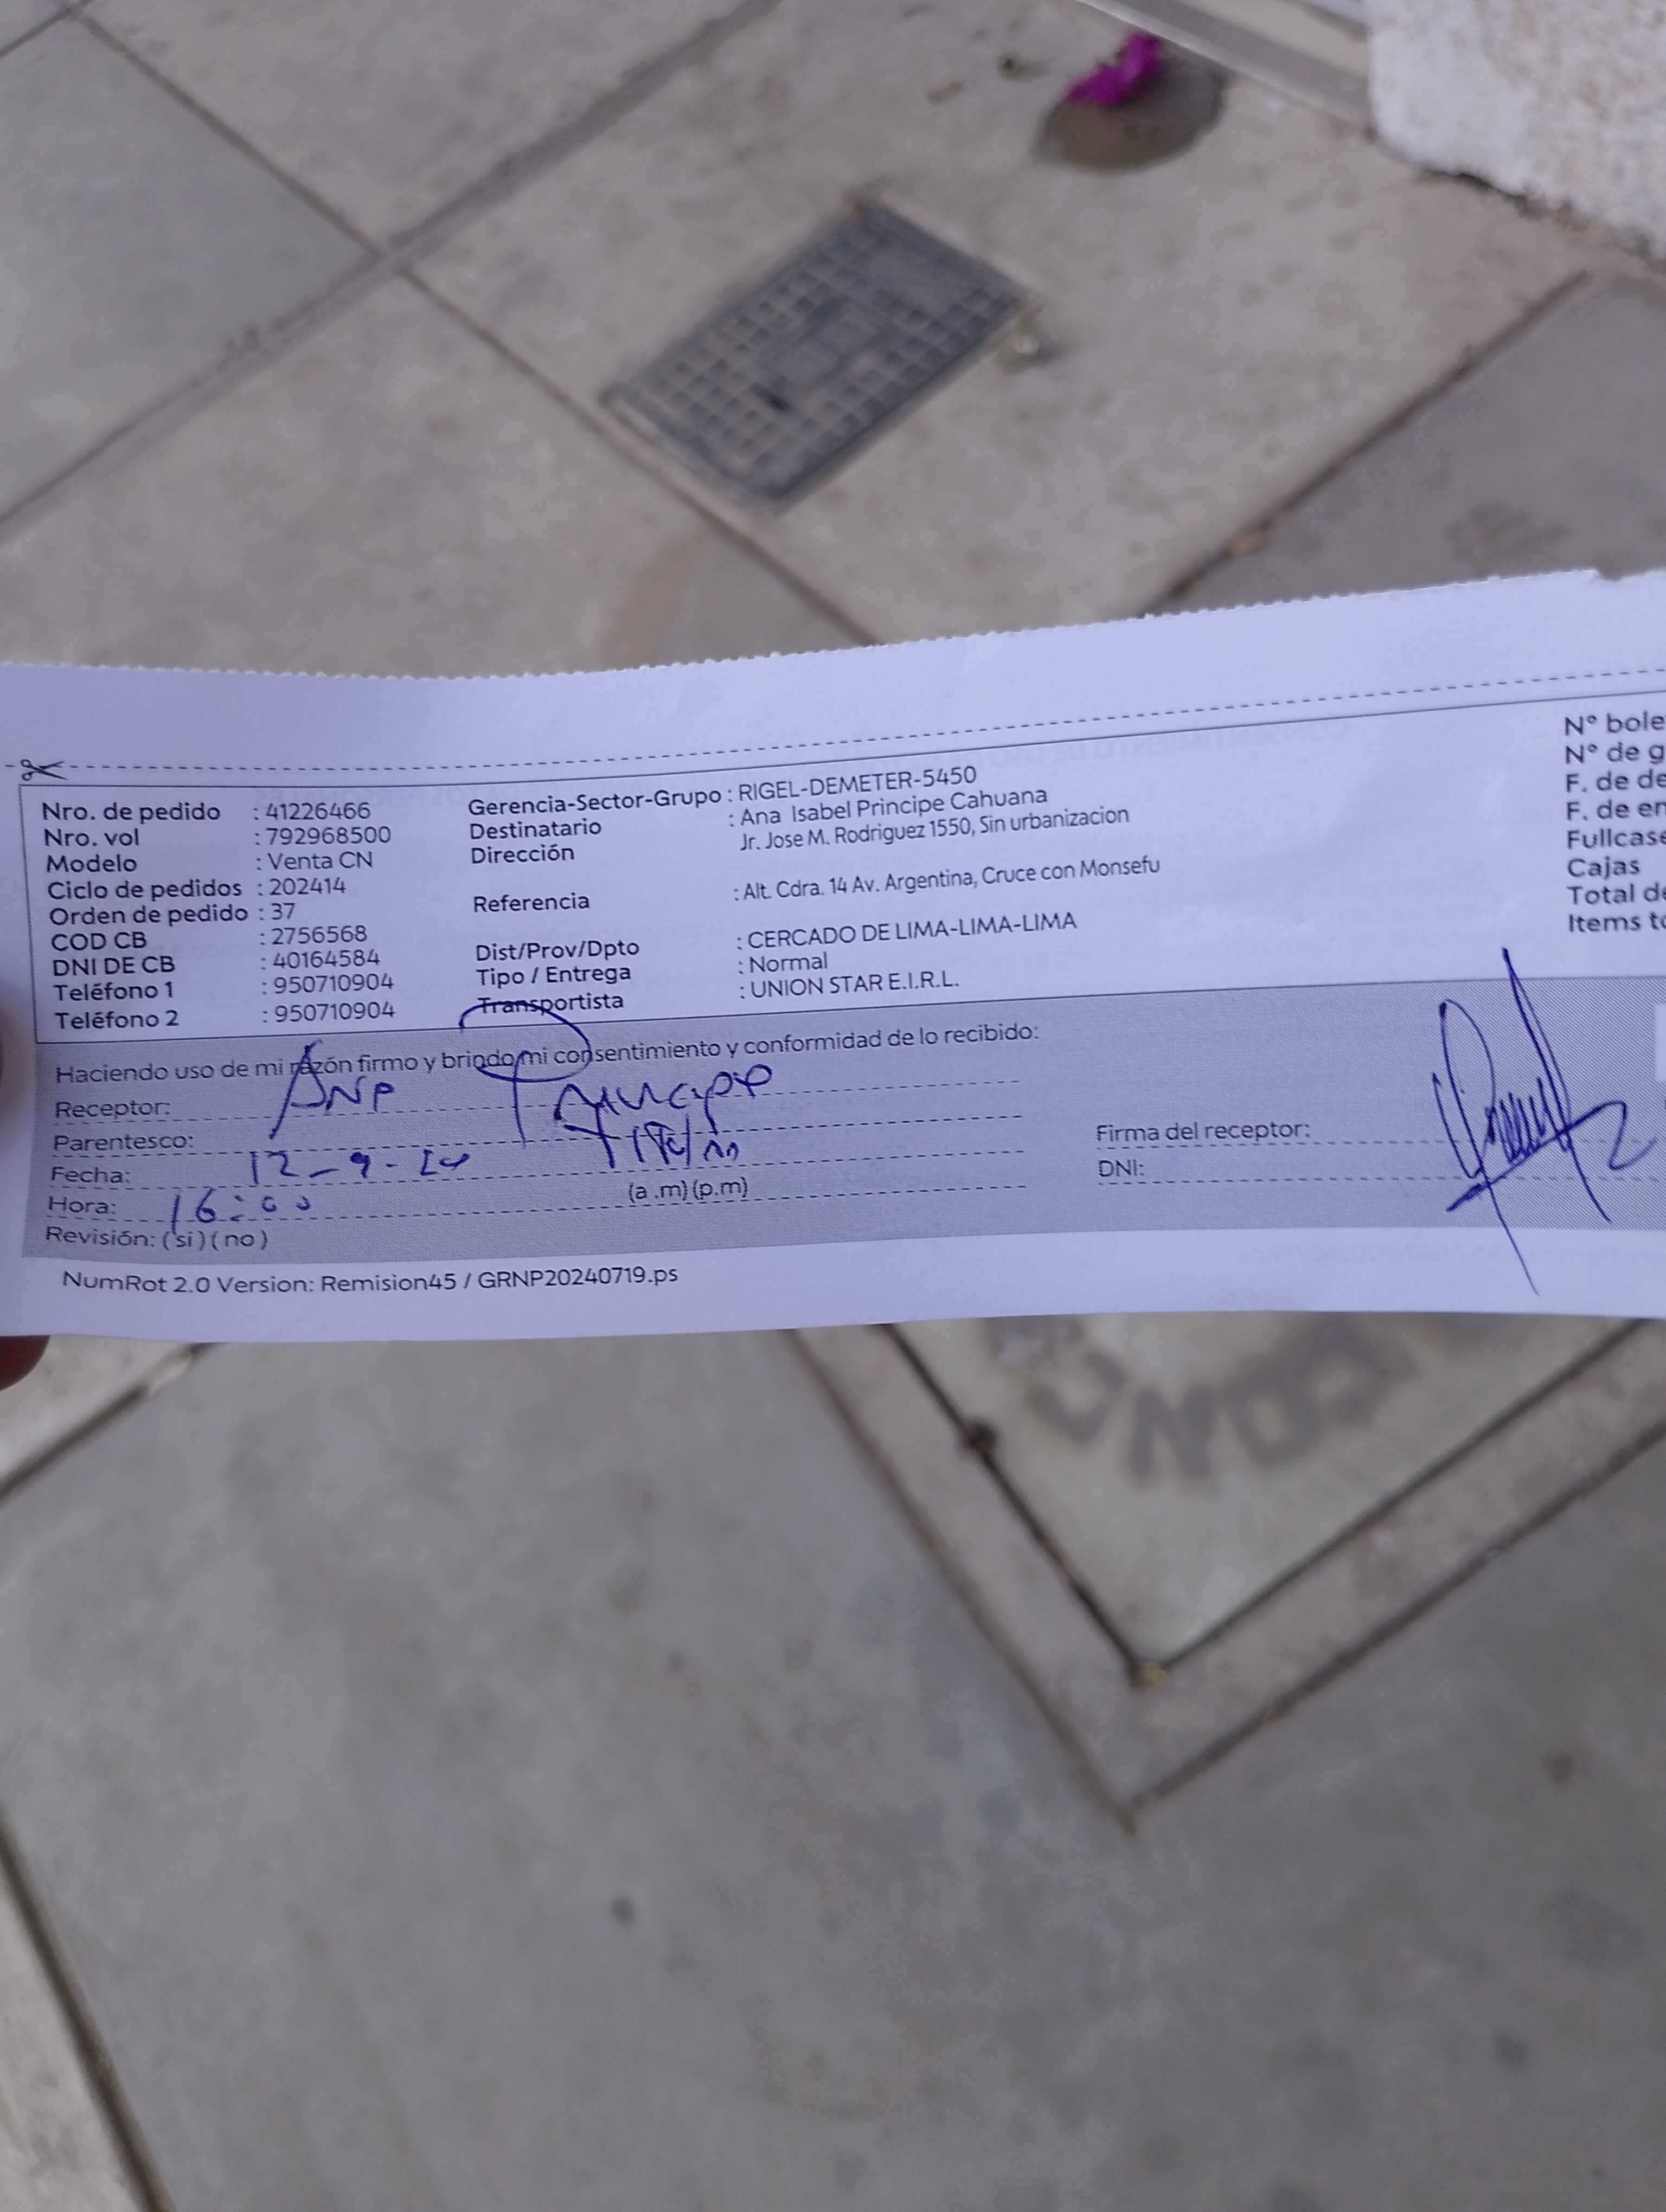 Nro. de pedido : 41226466
Nro. vol : 792968500
Modelo : Venta CN
Ciclo de pedidos : 202414
Orden de pedido : 37
COD CB : 2756568
DNI DE CB : 40164584
Teléfono 1 : 950710904
Teléfono 2 : 950710904
Gerencia-Sector-Grupo : RIGEL-DEMETER-5450
Destinatario : Ana Isabel Principe Cahuana
Dirección Jr. Jose M. Rodriguez 1550, Sin urbanizacion
Referencia : Alt. Cdra. 14 Av. Argentina, Cruce con Monsefu
Dist/Prov/Dpto : CERCADO DE LIMA-LIMA-LIMA
Tipo / Entrega : Normal
Transportista : UNION STAR E.I.R.L.
N° bole
N° de g
F. de de
F. de en
Fullcase
Cajas
Total de
Items to
Haciendo uso de mi razón firmo y brindo mi consentimiento y conformidad de lo recibido:
Receptor:
Parentesco:
Fecha: 12-9-
Hora: 16:00 (a .m) (p.m)
Revisión: ( si ) ( no )
Firma del receptor:
DNI:
NumRot 2.0 Version: Remision45 / GRNP20240719.ps